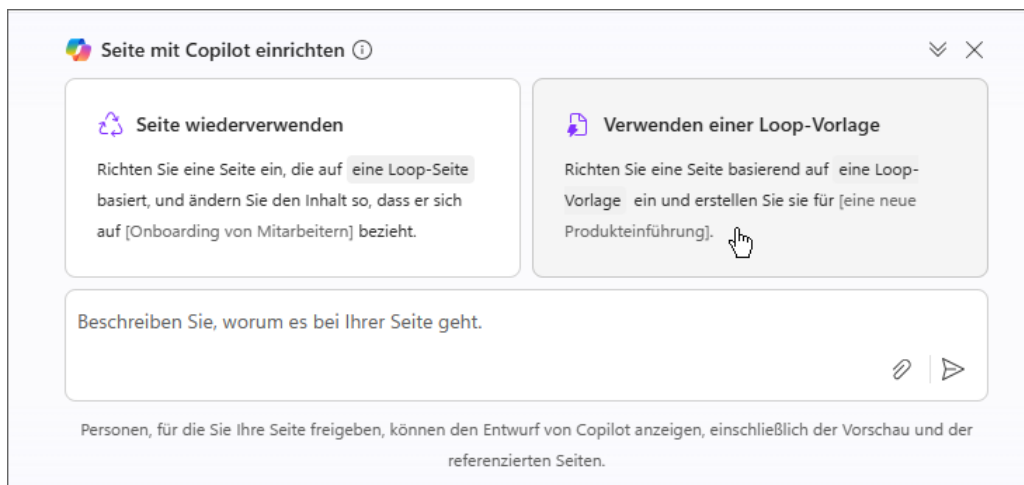 Seite mit Copilot einrichten
Seite wiederverwenden
Richten Sie eine Seite ein, die auf eine Loop-Seite
basiert, und ändern Sie den Inhalt so, dass er sich
auf [Onboarding von Mitarbeitern] bezieht.
Verwenden einer Loop-Vorlage
Richten Sie eine Seite basierend auf eine Loop-
Vorlage ein und erstellen Sie sie für [eine neue
Produkteinführung].
Beschreiben Sie, worum es bei Ihrer Seite geht.
Personen, für die Sie Ihre Seite freigeben, können den Entwurf von Copilot anzeigen, einschließlich der Vorschau und der
referenzierten Seiten.